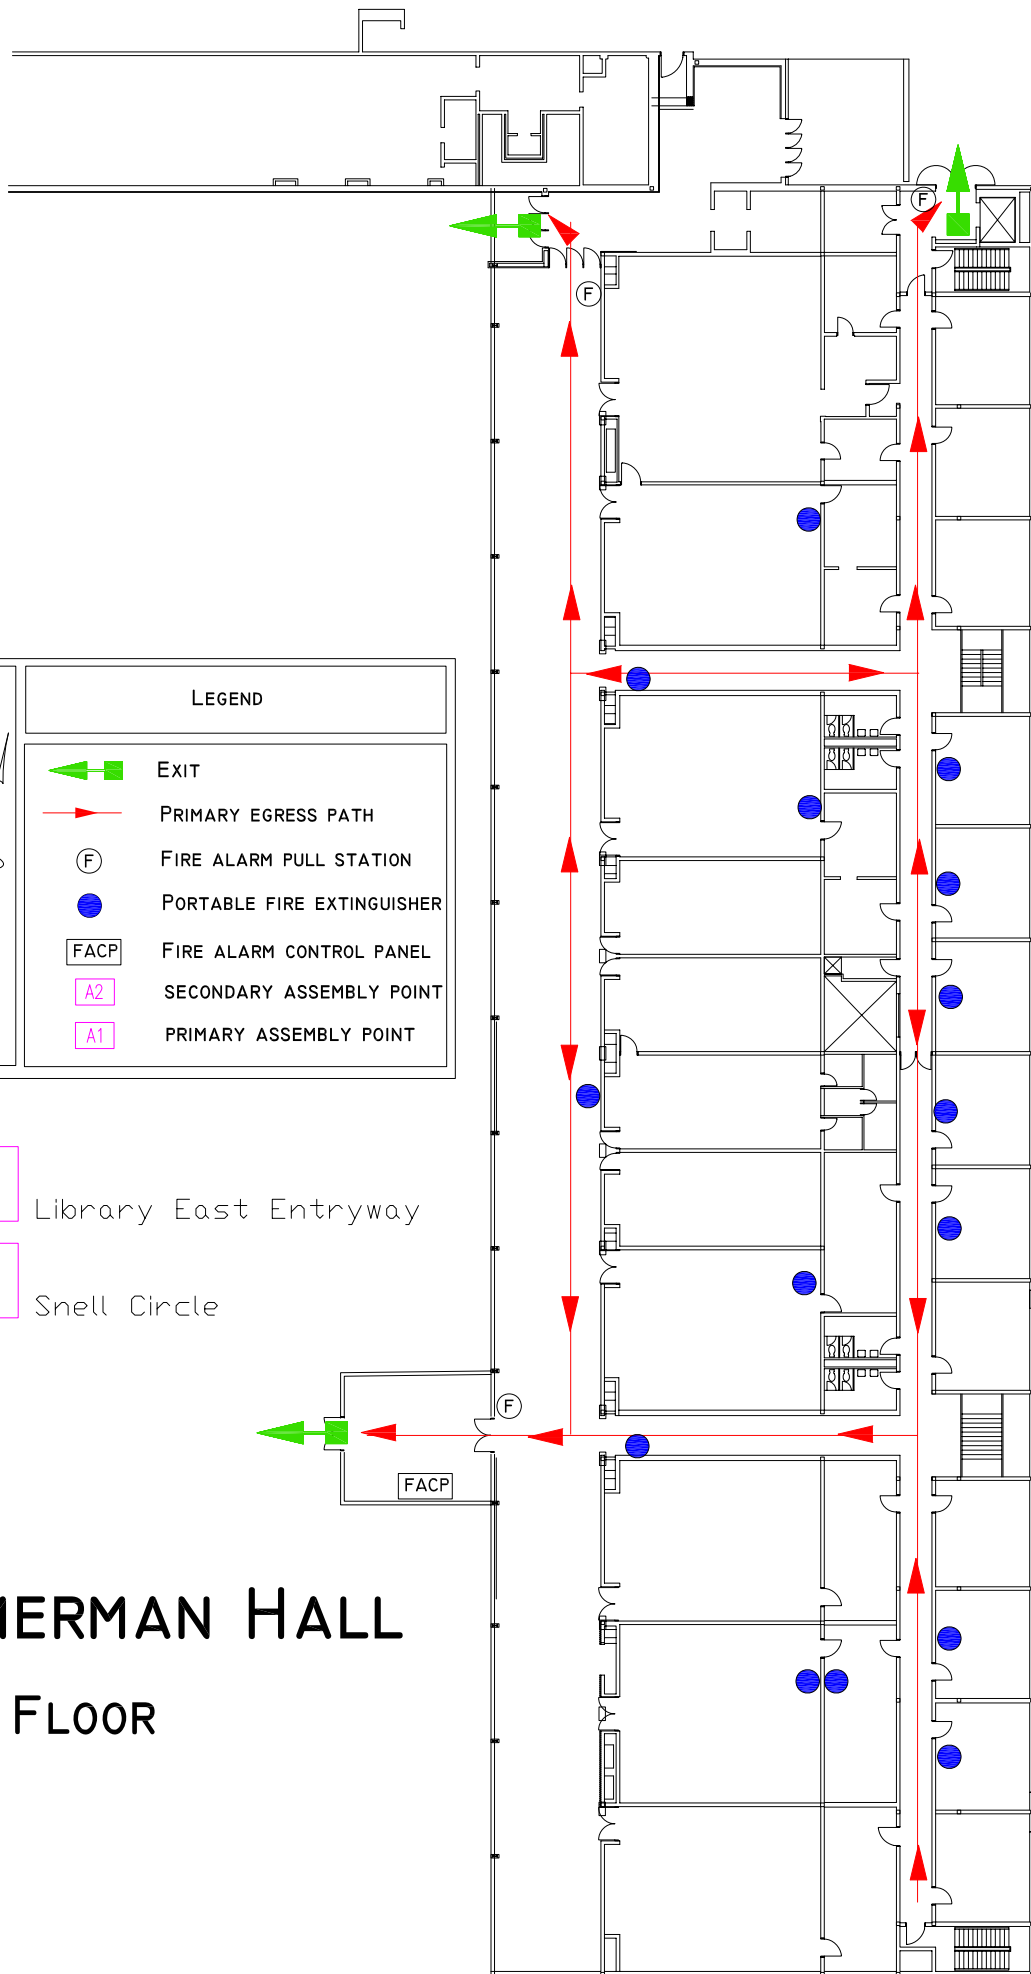 F
F
LEGEND
EXIT
PRIMARY EGRESS PATH
F FIRE ALARM PULL STATION
PORTABLE FIRE EXTINGUISHER
FACP FIRE ALARM CONTROL PANEL
A2 SECONDARY ASSEMBLY POINT
A1 PRIMARY ASSEMBLY POINT
Library East Entryway
Snell Circle
F
FACP
HALL
FLOOR